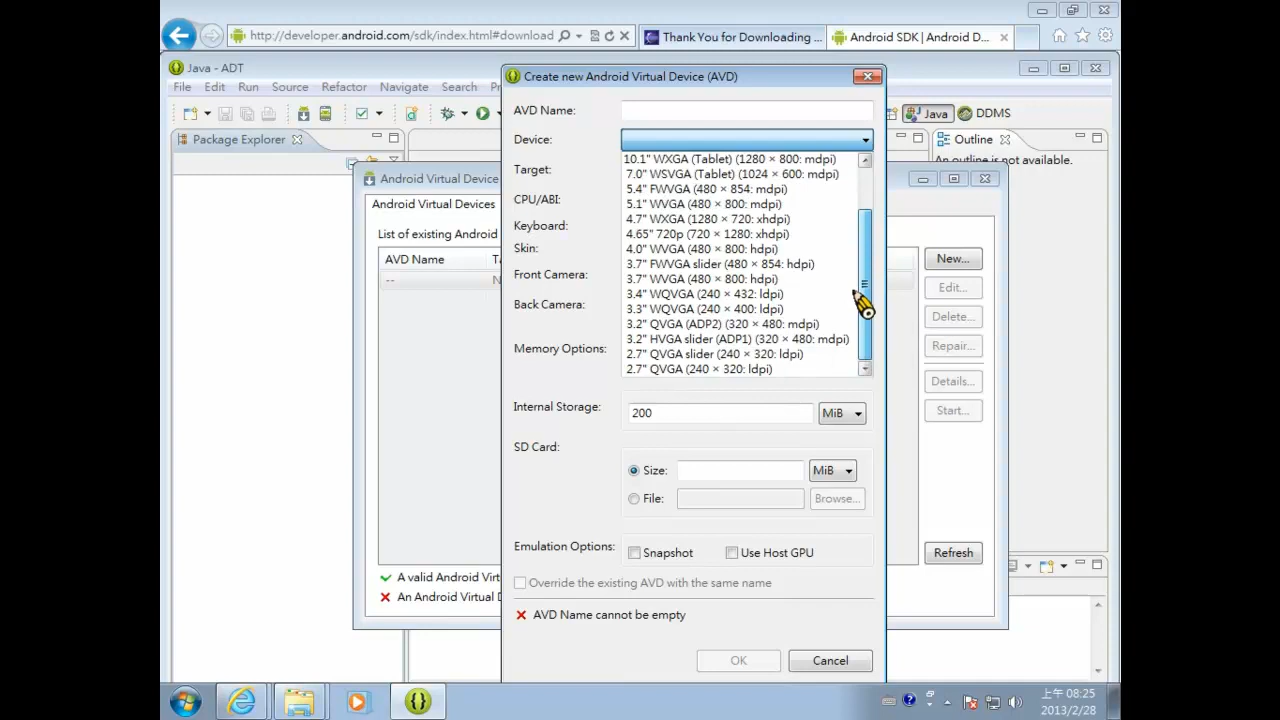 http://developer.android.com/sdk/index.html#download
Thank You for Downloading ...
Android SDK | Android D...
Java - ADT
File Edit Run Source Refactor Navigate Search
Java
DDMS
Package Explorer
Outline
An outline is not available.
Android Virtual Device
Android Virtual Devices
List of existing Android
AVD Name
--
N
New...
Edit...
Delete...
Repair...
Details...
Start...
Refresh
A valid Android Virt
An Android Virtual D
Create new Android Virtual Device (AVD)
AVD Name:
Device:
10.1" WXGA (Tablet) (1280 × 800: mdpi)
7.0" WSVGA (Tablet) (1024 × 600: mdpi)
5.4" FWVGA (480 × 854: mdpi)
5.1" WVGA (480 × 800: mdpi)
4.7" WXGA (1280 × 720: xhdpi)
4.65" 720p (720 × 1280: xhdpi)
4.0" WVGA (480 × 800: hdpi)
3.7" FWVGA slider (480 × 854: hdpi)
3.7" WVGA (480 × 800: hdpi)
3.4" WQVGA (240 × 432: ldpi)
3.3" WQVGA (240 × 400: ldpi)
3.2" QVGA (ADP2) (320 × 480: mdpi)
3.2" HVGA slider (ADP1) (320 × 480: mdpi)
2.7" QVGA slider (240 × 320: ldpi)
2.7" QVGA (240 × 320: ldpi)
Target:
CPU/ABI:
Keyboard:
Skin:
Front Camera:
Back Camera:
Memory Options:
Internal Storage:
200
MiB
SD Card:
Size:
MiB
File:
Browse...
Emulation Options:
Snapshot
Use Host GPU
Override the existing AVD with the same name
AVD Name cannot be empty
OK
Cancel
上午 08:25
2013/2/28